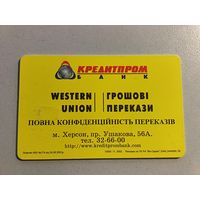 КРЕДИТПРОМ
БАНК
WESTERN UNION
ГРОШОВІ ПЕРЕКАЗИ
ПОВНА КОНФІДЕНЦІЙНІСТЬ ПЕРЕКАЗІВ
м. Херсон, пр. Ушакова, 56А.
тел. 32-66-00
http://www.kreditprombank.com